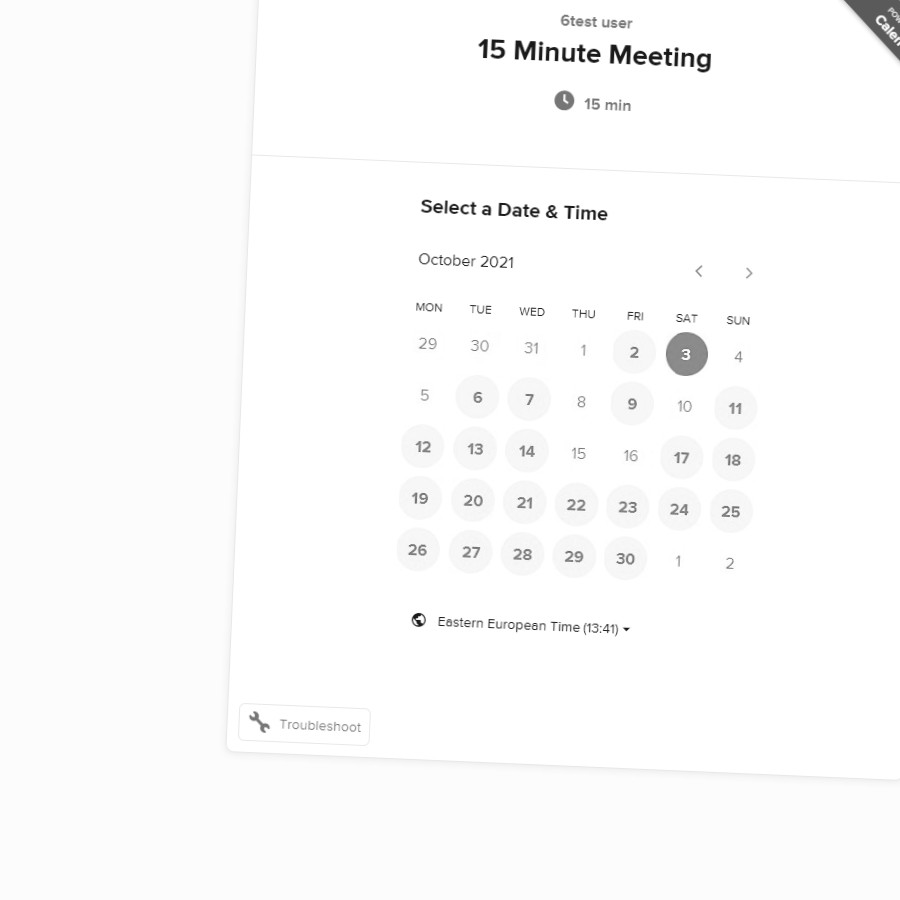 6test user
15 Minute Meeting
15 min
Select a Date & Time
October 2021
MON TUE WED THU FRI SAT SUN
29 30 31 1 2 3 4
5 6 7 8 9 10 11
12 13 14 15 16 17 18
19 20 21 22 23 24 25
26 27 28 29 30 1 2
Eastern European Time (13:41)
Troubleshoot